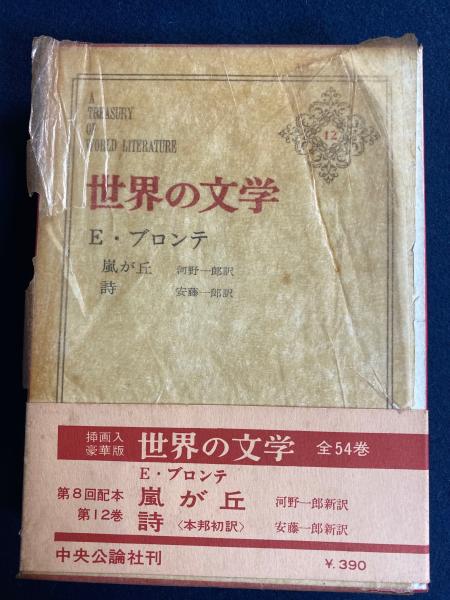 A
TREASURY
OF
WORLD LITERATURE
12
世界の文学
E・ブロンテ
嵐が丘 河野一郎訳
詩 安藤一郎訳
挿画入
豪華版
世界の文学 全54巻
E・ブロンテ
第8回配本
第12巻
嵐が丘 河野一郎新訳
詩〈本邦初訳〉 安藤一郎新訳
中央公論社刊 ¥.390